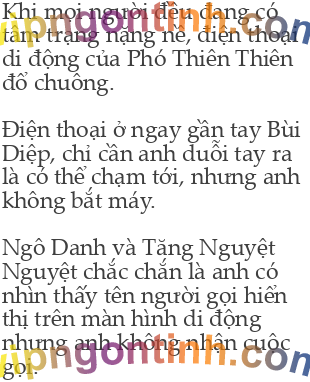 Khi mọi người đều đang có
tâm trạng nặng nề, điện thoại
di động của Phó Thiên Thiên
đổ chuông.
Điện thoại ở ngay gần tay Bùi
Diệp, chỉ cần anh duỗi tay ra
là có thể chạm tới, nhưng anh
không bắt máy.
Ngô Danh và Tăng Nguyệt
Nguyệt chắc chắn là anh có
nhìn thấy tên người gọi hiển
thị trên màn hình di động
nhưng anh không nhận cuộc
gọi.
upngontinh.com
upngontinh.com